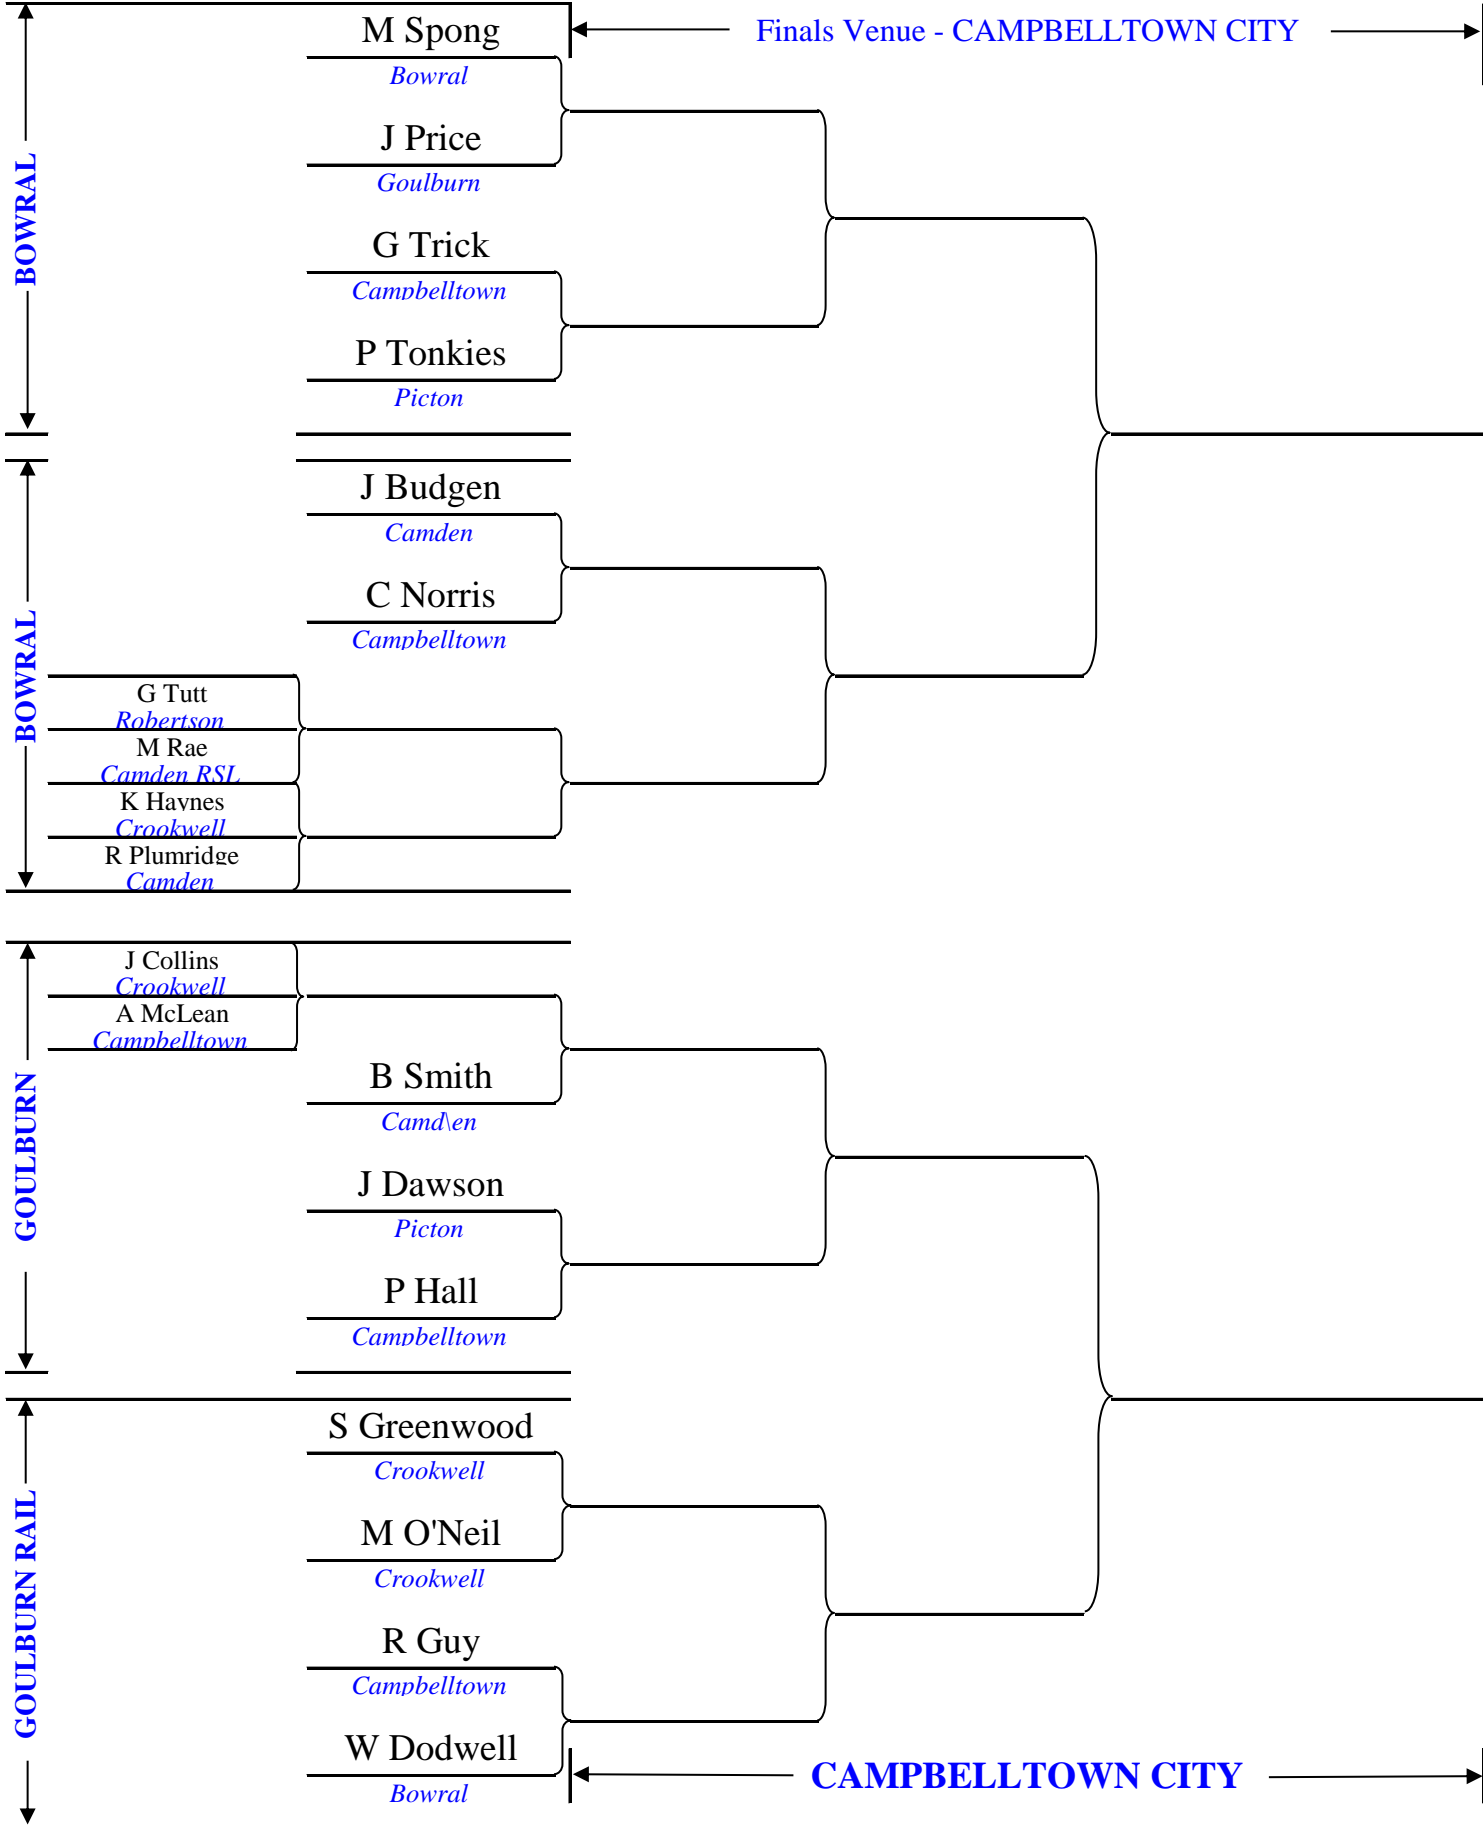 M Spong
Finals Venue - CAMPBELLTOWN CITY
Bowral
J Price
Goulburn
BOWRAL
G Trick
Campbelltown
P Tonkies
Picton
J Budgen
Camden
C Norris
Campbelltown
BOWRAL
G Tutt
Robertson
M Rae
Camden RSL
K Haynes
Crookwell
R Plumridge
Camden
J Collins
Crookwell
A McLean
Campbelltown
B Smith
Camd\en
GOULBURN
J Dawson
Picton
P Hall
Campbelltown
S Greenwood
Crookwell
M O'Neil
Crookwell
GOULBURN RAIL
R Guy
Campbelltown
W Dodwell
Bowral
CAMPBELLTOWN CITY